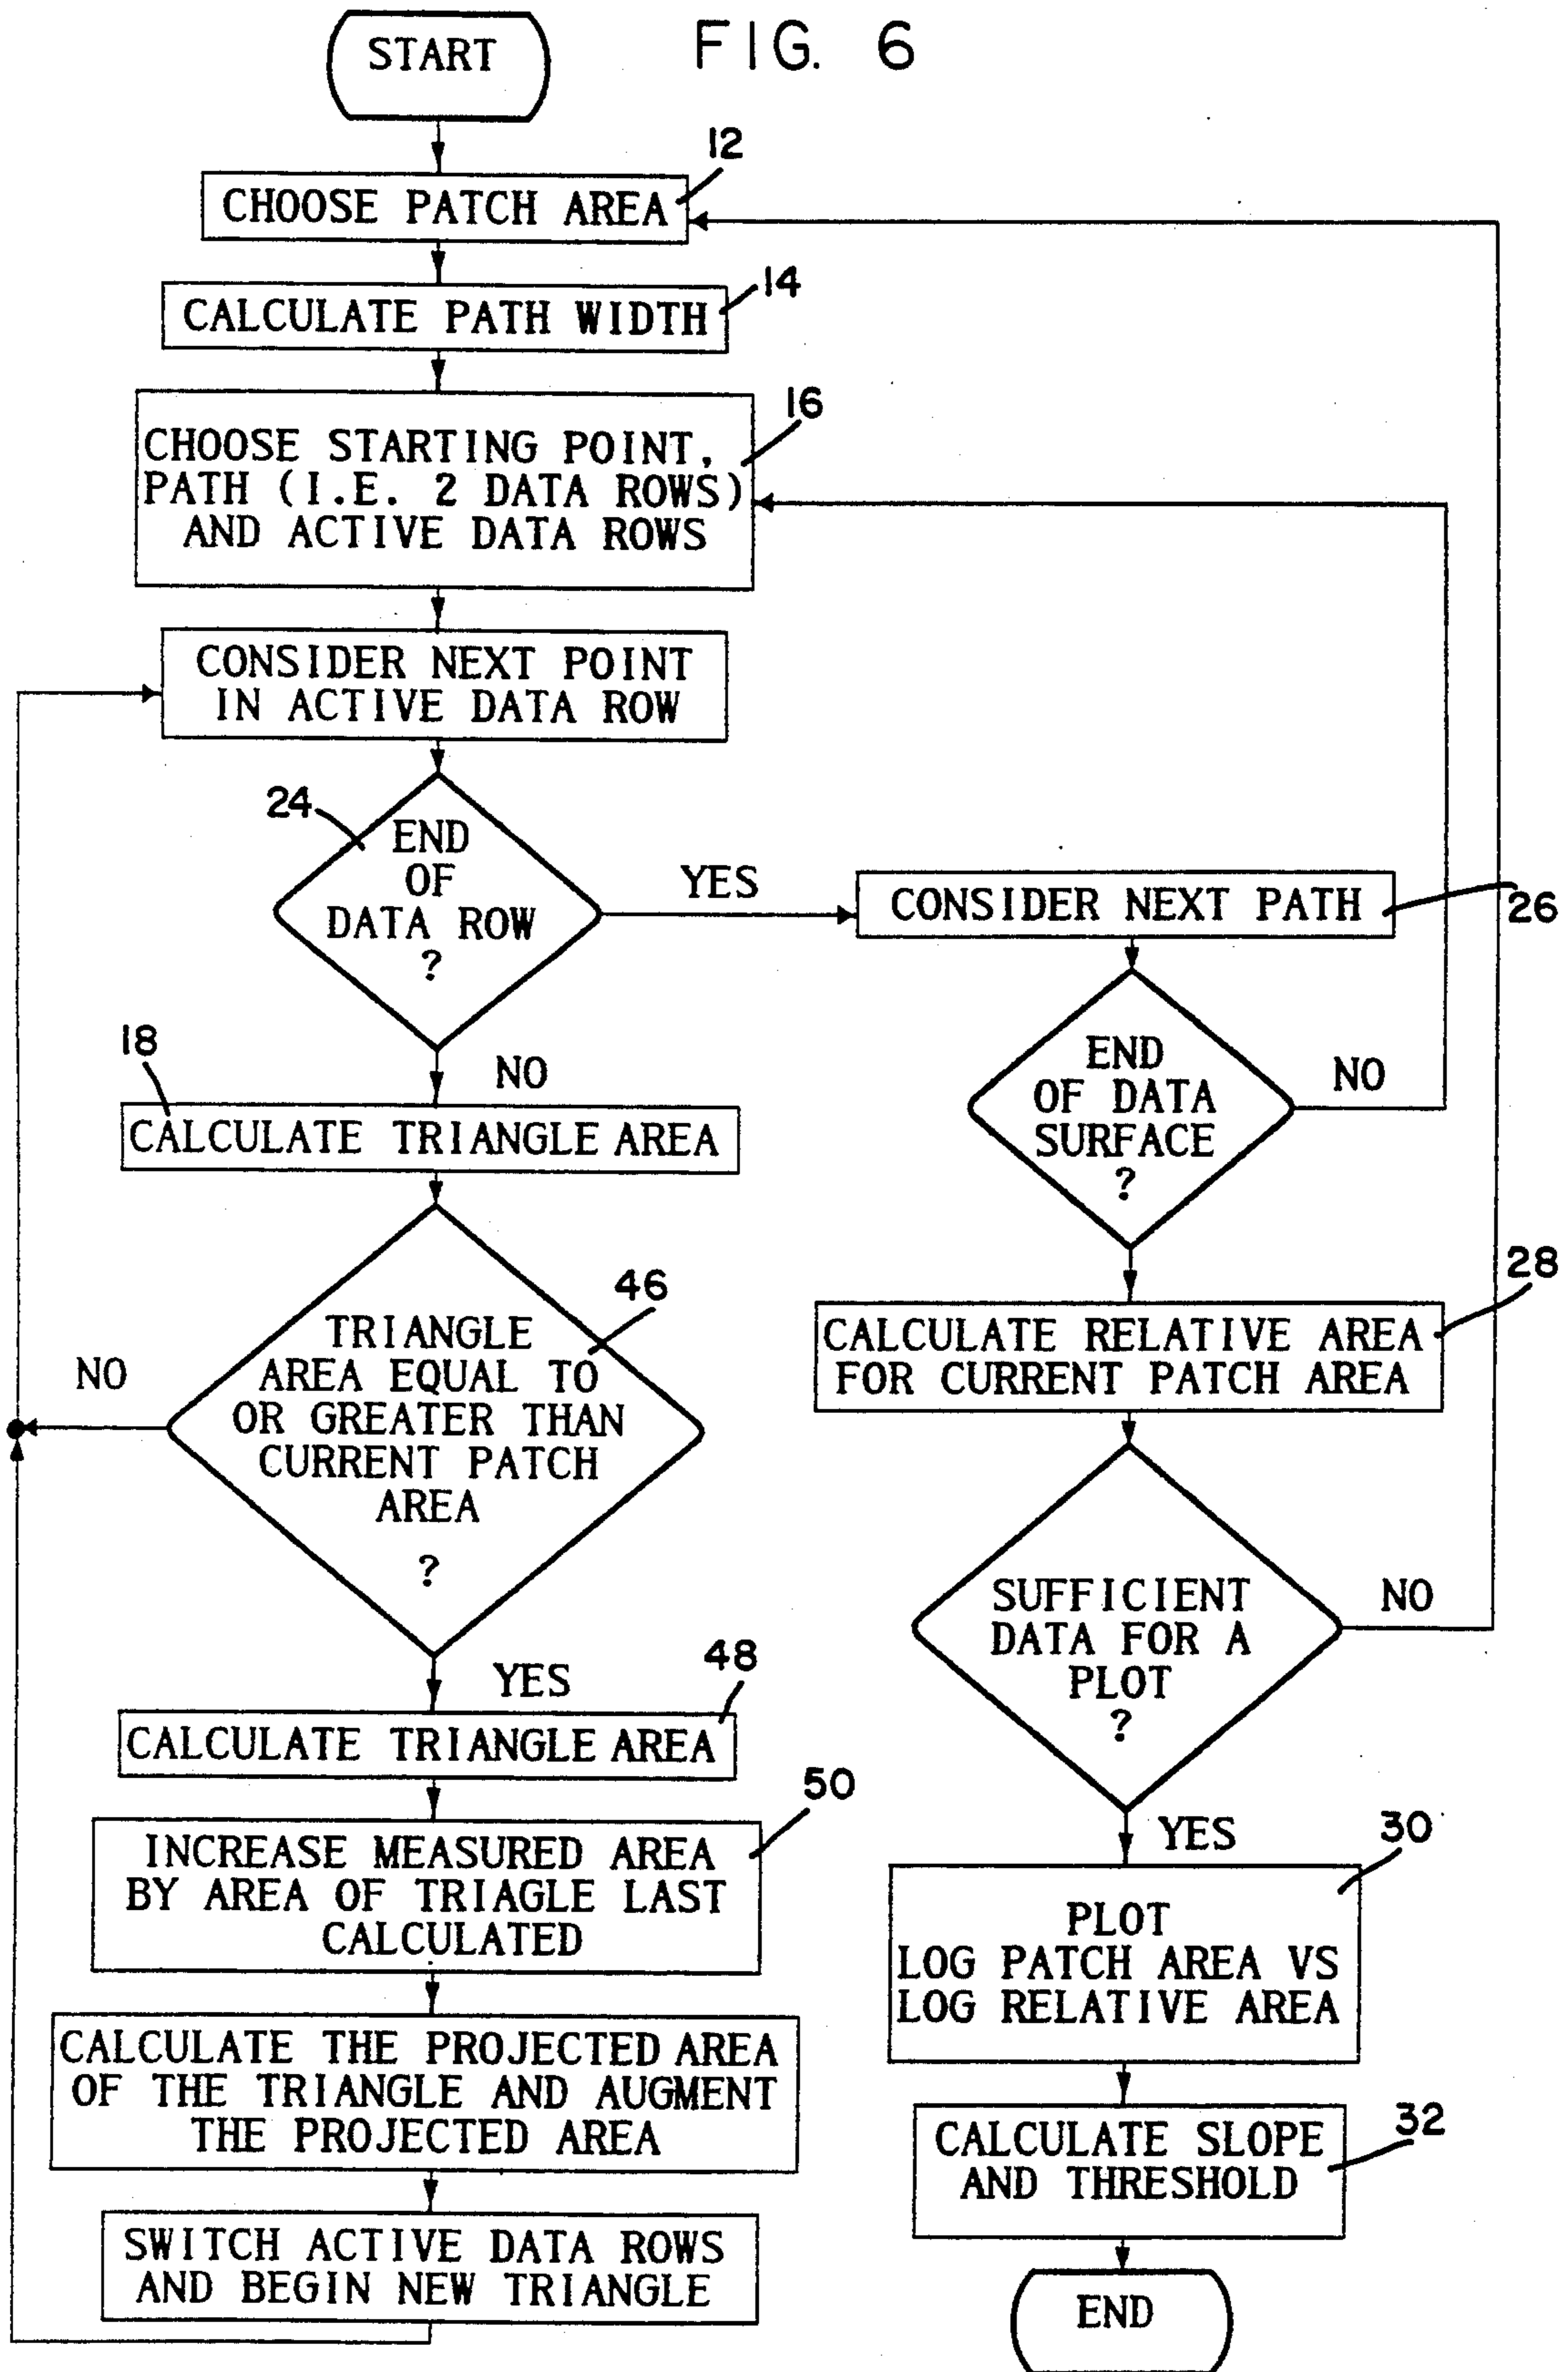 FIG. 6
START
12
CHOOSE PATCH AREA
14
CALCULATE PATH WIDTH
16
CHOOSE STARTING POINT,
PATH (I.E. 2 DATA ROWS)
AND ACTIVE DATA ROWS
CONSIDER NEXT POINT
IN ACTIVE DATA ROW
24
END
OF
DATA ROW
?
YES
NO
CONSIDER NEXT PATH
26
END
OF DATA
SURFACE
?
NO
18
CALCULATE TRIANGLE AREA
46
TRIANGLE
AREA EQUAL TO
OR GREATER THAN
CURRENT PATCH
AREA
?
NO
YES
28
CALCULATE RELATIVE AREA
FOR CURRENT PATCH AREA
SUFFICIENT
DATA FOR A
PLOT
?
NO
YES
48
CALCULATE TRIANGLE AREA
50
INCREASE MEASURED AREA
BY AREA OF TRIAGLE LAST
CALCULATED
CALCULATE THE PROJECTED AREA
OF THE TRIANGLE AND AUGMENT
THE PROJECTED AREA
SWITCH ACTIVE DATA ROWS
AND BEGIN NEW TRIANGLE
30
PLOT
LOG PATCH AREA VS
LOG RELATIVE AREA
32
CALCULATE SLOPE
AND THRESHOLD
END